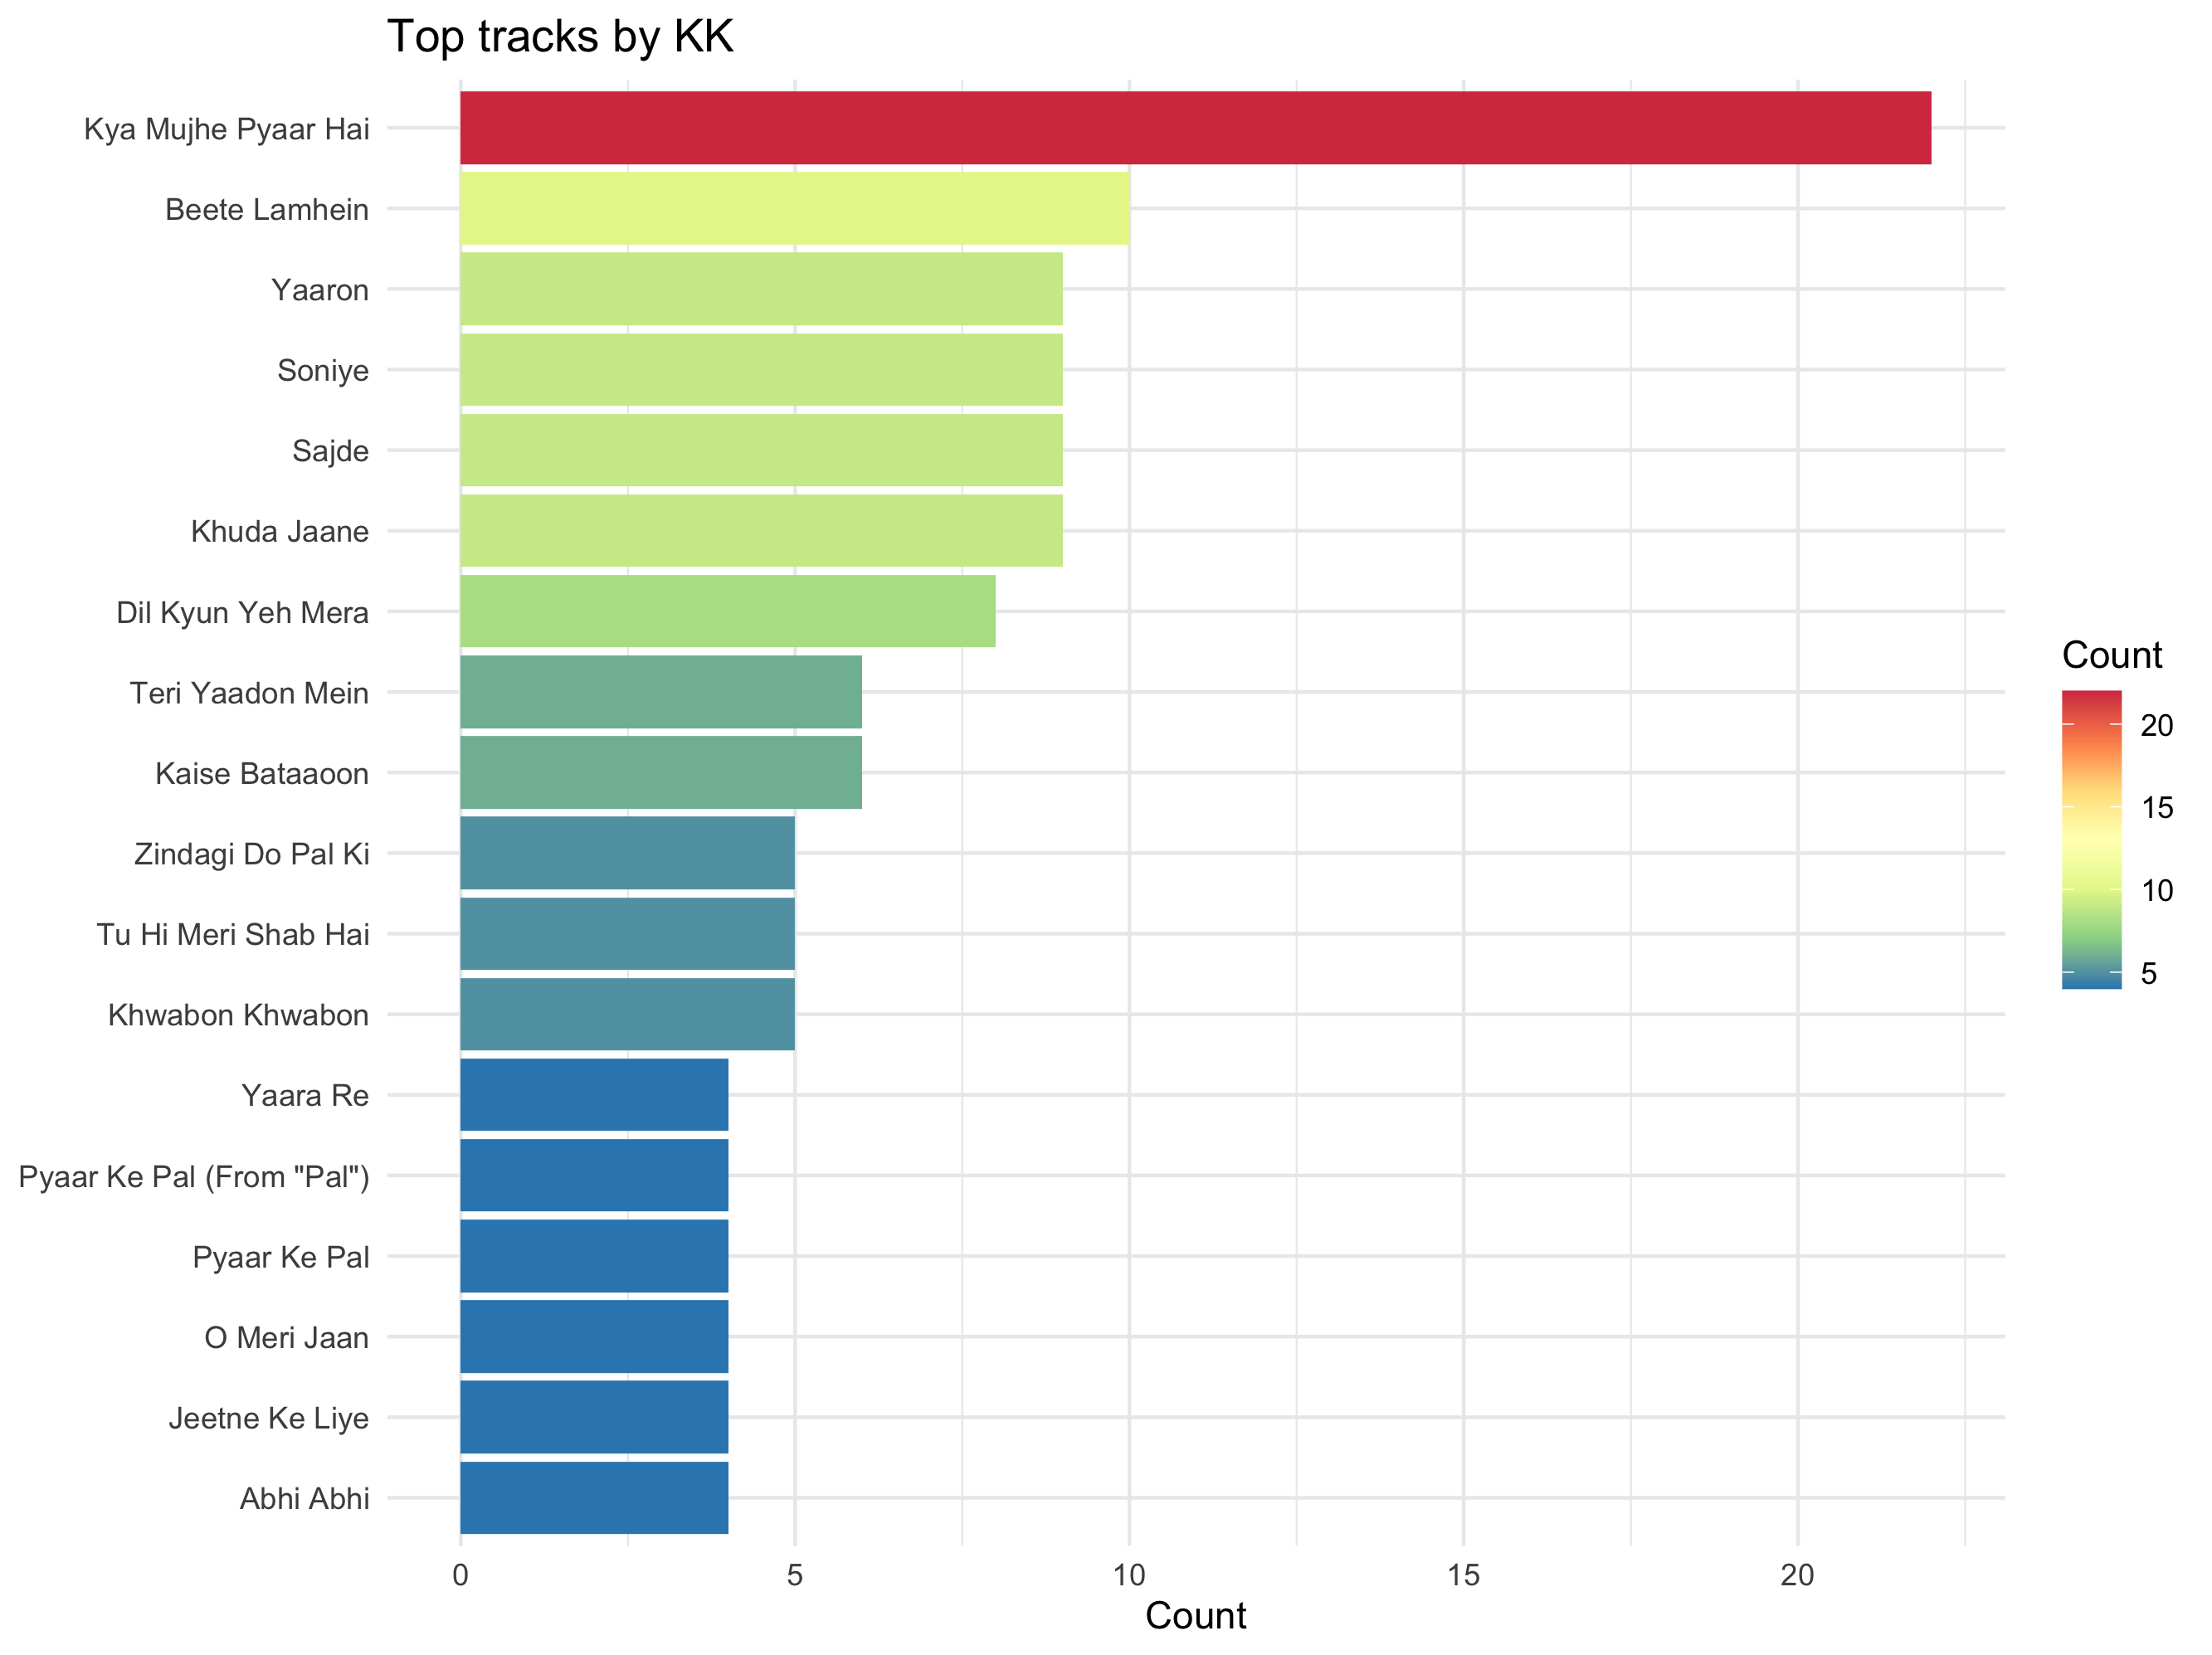 Top tracks by KK
Kya Mujhe Pyaar Hai
Beete Lamhein
Yaaron
Soniye
Sajde
Khuda Jaane
Dil Kyun Yeh Mera
Teri Yaadon Mein
Kaise Bataaoon
Zindagi Do Pal Ki
Tu Hi Meri Shab Hai
Khwabon Khwabon
Yaara Re
Pyaar Ke Pal (From "Pal")
Pyaar Ke Pal
O Meri Jaan
Jeetne Ke Liye
Abhi Abhi
0 5 10 15 20
Count
Count
20
15
10
5